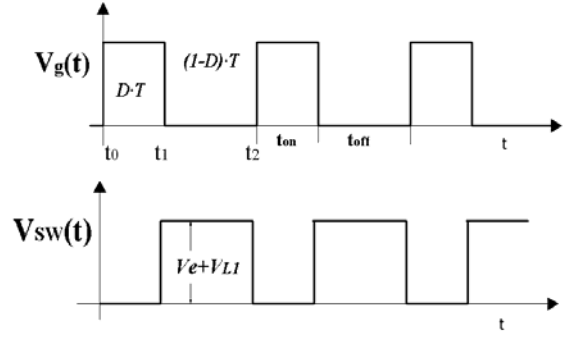 Vg(t)
D·T
(1-D)·T
t0
t1
t2
ton
toff
t
VSW(t)
Ve+VL1
t